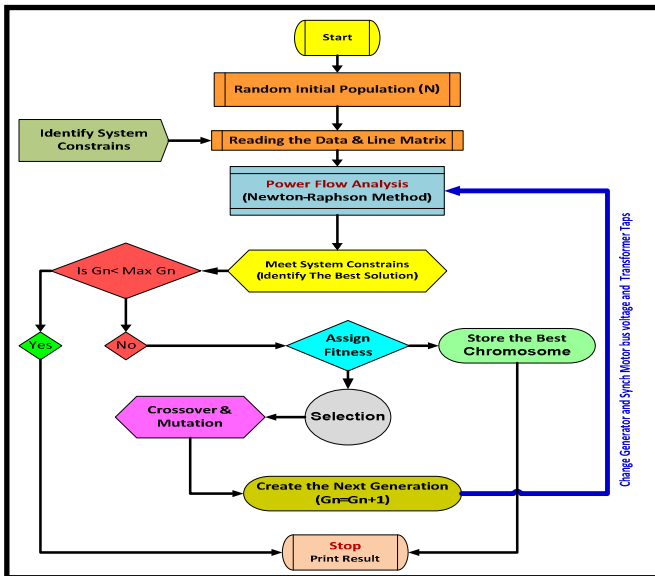 Start
Random Initial Population (N)
Identify System
Constrains
Reading the Data & Line Matrix
Power Flow Analysis
(Newton-Raphson Method)
Meet System Constrains
(Identify The Best Solution)
Is Gn< Max Gn
Yes
No
Assign
Fitness
Store the Best
Chromosome
Selection
Crossover &
Mutation
Create the Next Generation
(Gn=Gn+1)
Change Generator and Synch Motor bus voltage and Transformer Taps
Stop
Print Result